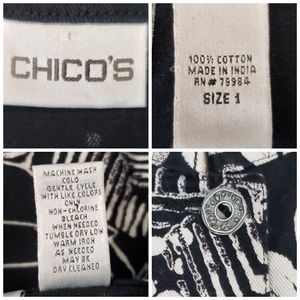 CHICO'S
100% COTTON
MADE IN INDIA
RN# 79984
SIZE 1
MACHINE WASH
COLD
GENTLE CYCLE
WITH LIKE COLORS
ONLY
NON-CHLORINE
BLEACH
WHEN NEEDED
TUMBLE DRY LOW
WARM IRON
AS NEEDED
MAY BE
DRY CLEANED